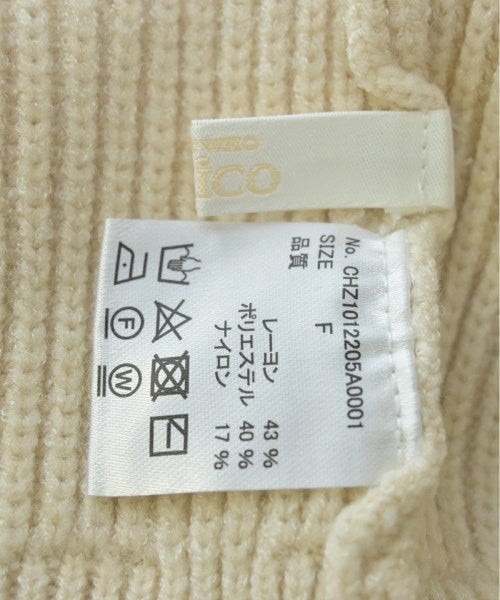 No. CHZ1012205A0001
SIZE F
品質
レーヨン 43 %
ポリエステル 40 %
ナイロン 17 %
F
W
CO